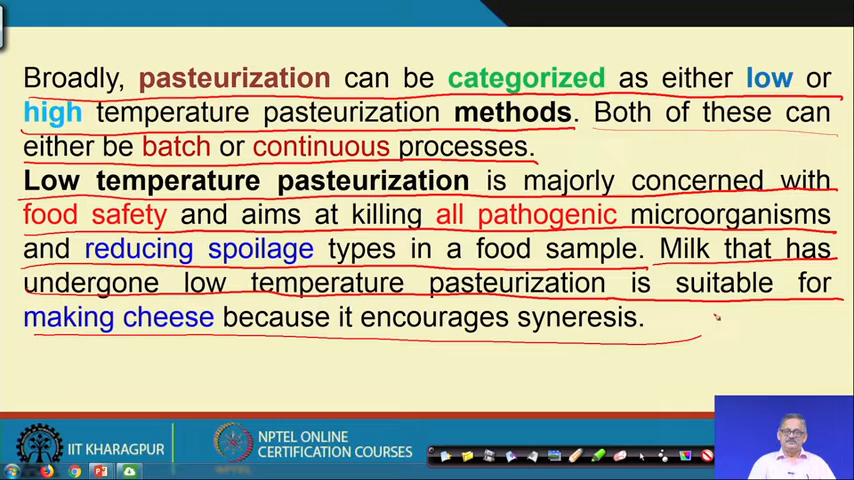 Broadly, pasteurization can be categorized as either low or
high temperature pasteurization methods. Both of these can
either be batch or continuous processes.
Low temperature pasteurization is majorly concerned with
food safety and aims at killing all pathogenic microorganisms
and reducing spoilage types in a food sample. Milk that has
undergone low temperature pasteurization is suitable for
making cheese because it encourages syneresis.
IIT KHARAGPUR
NPTEL ONLINE
CERTIFICATION COURSES